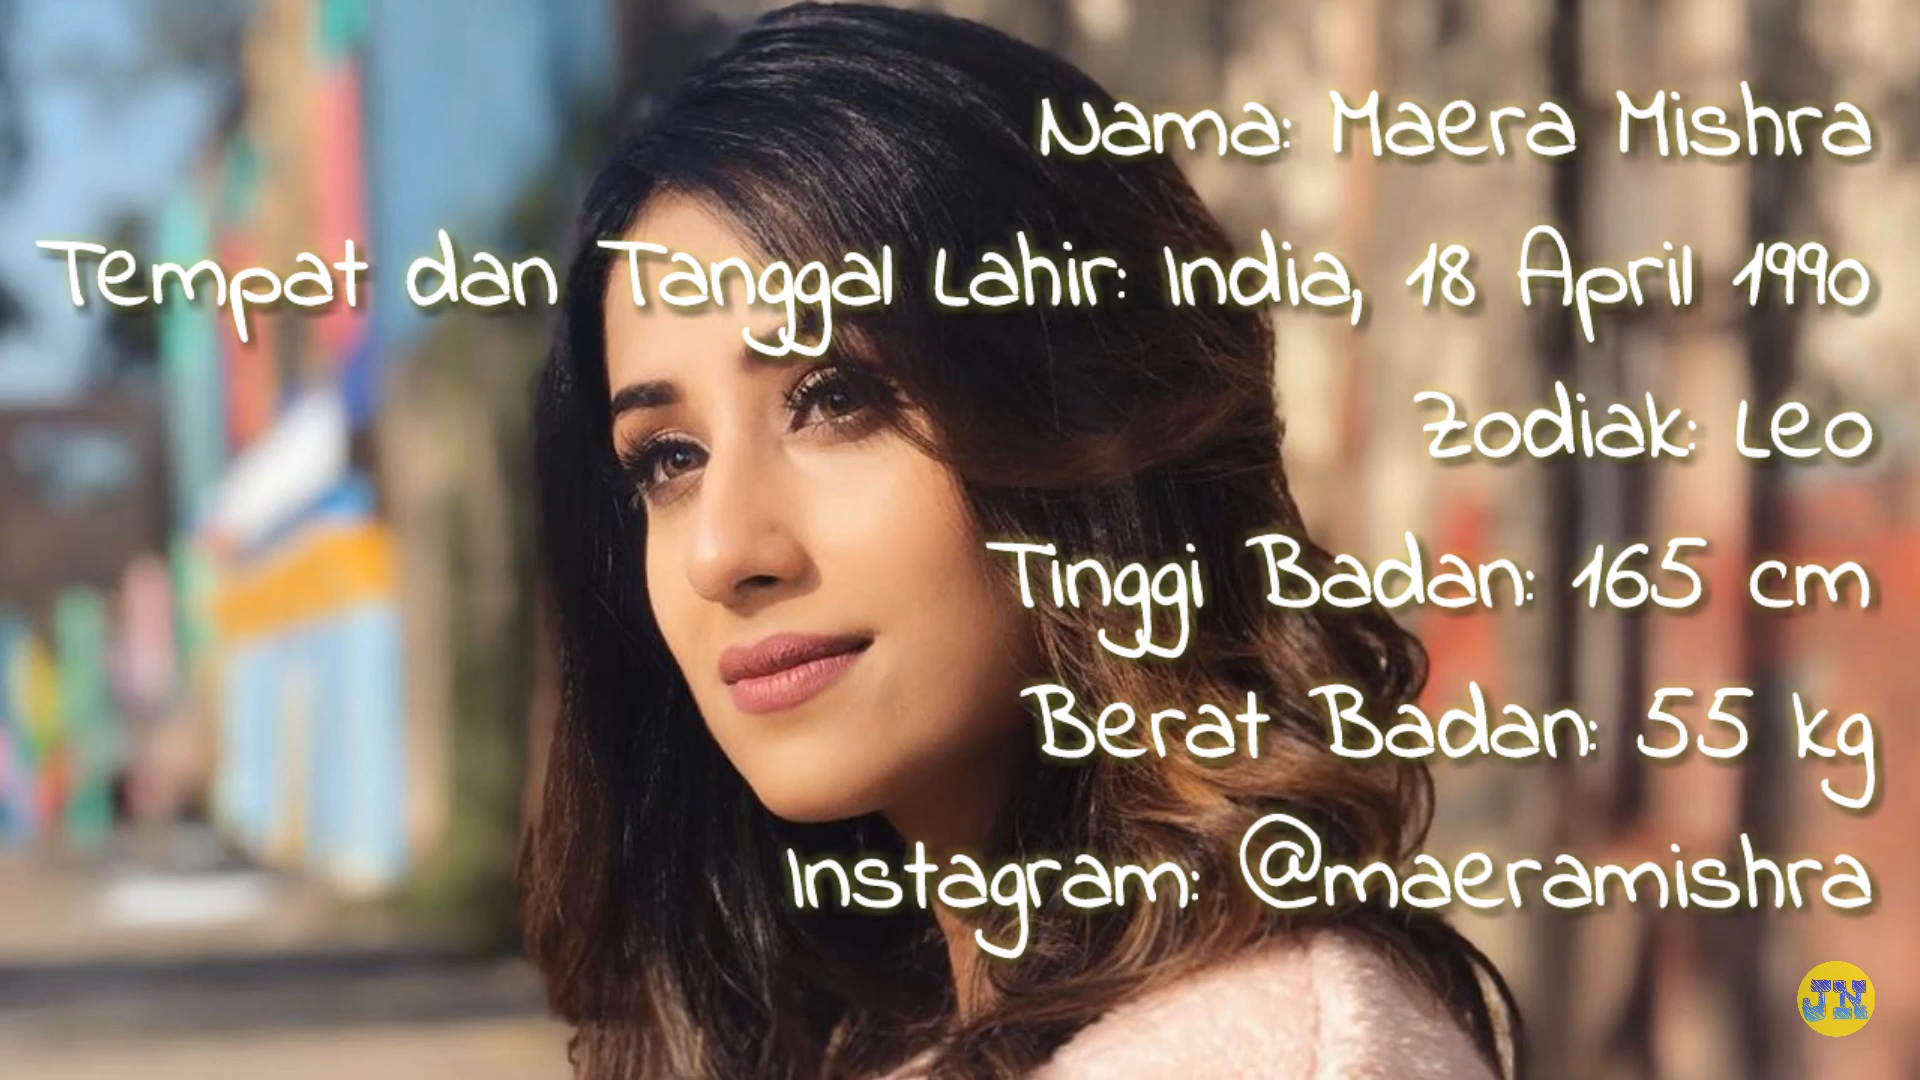 Nama: Maera Mishra
Tempat dan Tanggal Lahir: India, 18 April 1990
Zodiak: Leo
Tinggi Badan: 165 cm
Berat Badan: 55 kg
Instagram: @maeramishra
JN